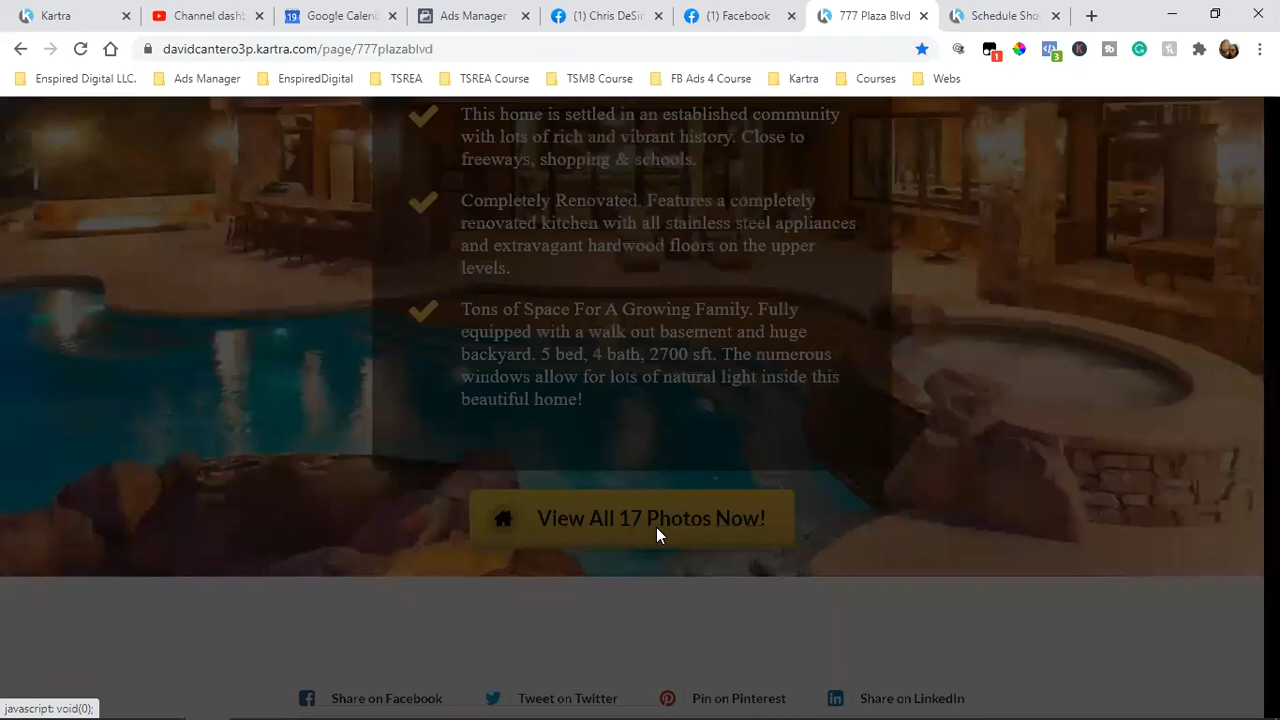 Kartra
Channel dashb
Google Calend
Ads Manager
(1) Chris DeSim
(1) Facebook
777 Plaza Blvd
Schedule Show
davidcantero3p.kartra.com/page/777plazablvd
1
3
Enspired Digital LLC.
Ads Manager
EnspiredDigital
TSREA
TSREA Course
TSMB Course
FB Ads 4 Course
Kartra
Courses
Webs
This home is settled in an established community
with lots of rich and vibrant history. Close to
freeways, shopping & schools.
Completely Renovated. Features a completely
renovated kitchen with all stainless steel appliances
and extravagant hardwood floors on the upper
levels.
Tons of Space For A Growing Family. Fully
equipped with a walk out basement and huge
backyard. 5 bed, 4 bath, 2700 sft. The numerous
windows allow for lots of natural light inside this
beautiful home!
View All 17 Photos Now!
Share on Facebook
Tweet on Twitter
Pin on Pinterest
Share on LinkedIn
javascript: void(0);